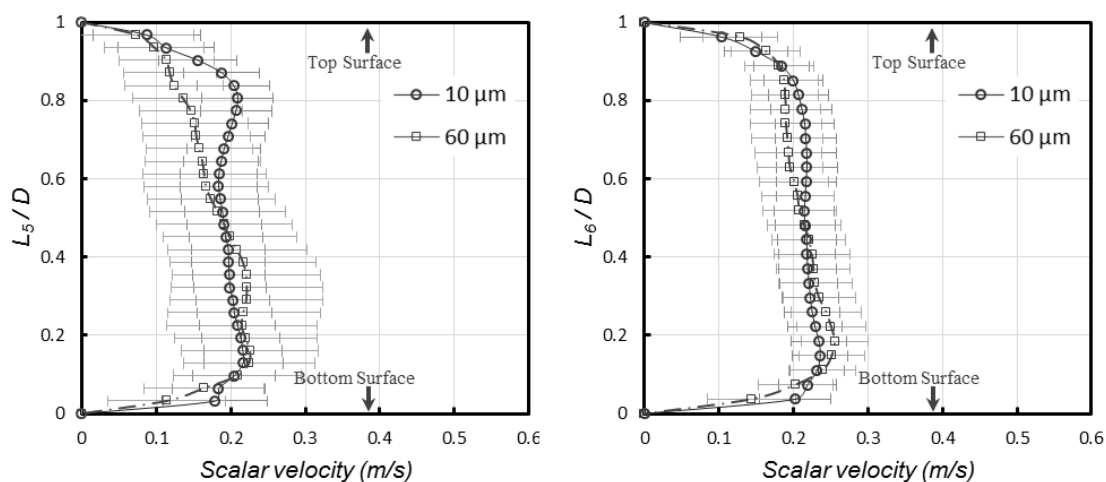 1
Top Surface
0.8
10 μm
60 μm
0.6
L5 / D
0.4
0.2
Bottom Surface
0
0 0.1 0.2 0.3 0.4 0.5 0.6
Scalar velocity (m/s)
1
Top Surface
0.8
10 μm
60 μm
0.6
L6 / D
0.4
0.2
Bottom Surface
0
0 0.1 0.2 0.3 0.4 0.5 0.6
Scalar velocity (m/s)